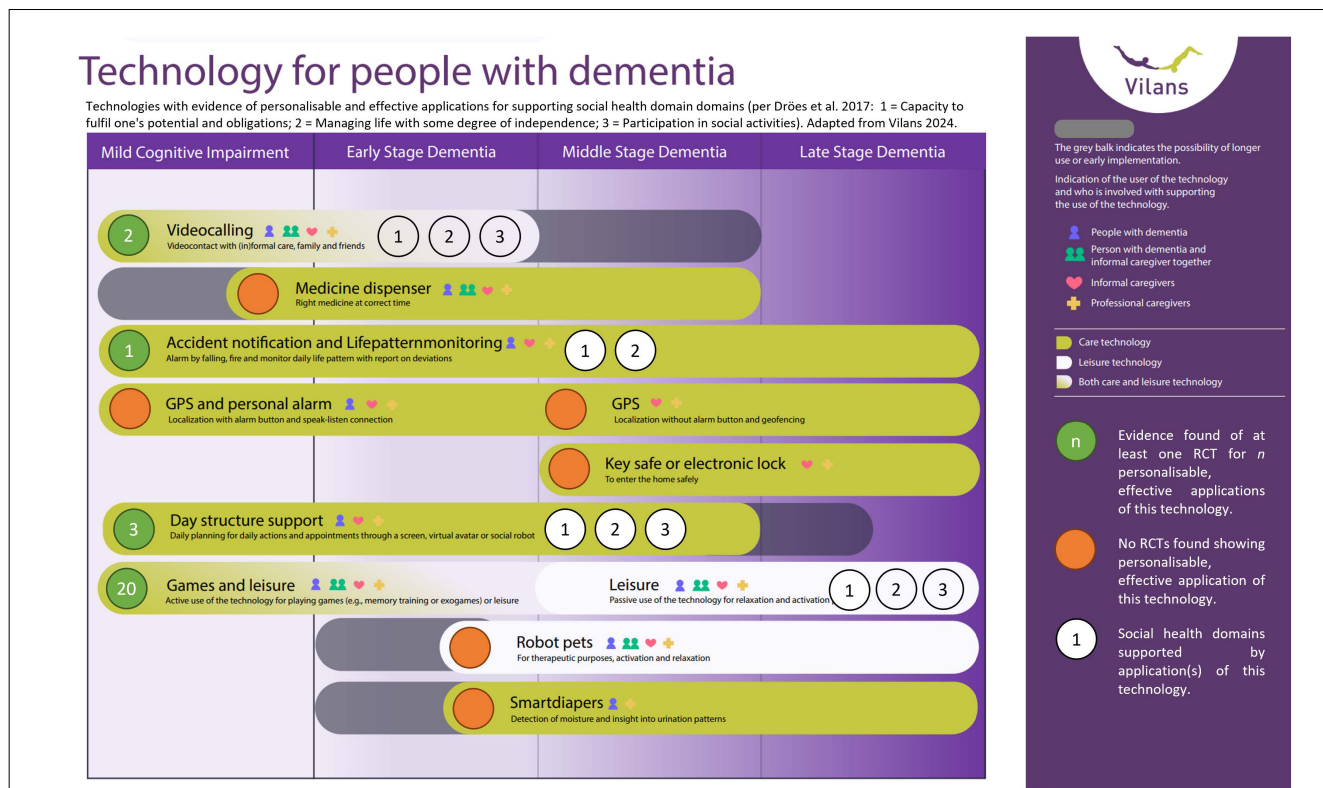 Technology for people with dementia
Technologies with evidence of personalisable and effective applications for supporting social health domain domains (per Dröes et al. 2017: 1 = Capacity to
fulfil one's potential and obligations; 2 = Managing life with some degree of independence; 3 = Participation in social activities). Adapted from Vilans 2024.
Mild Cognitive Impairment
Early Stage Dementia
Middle Stage Dementia
Late Stage Dementia
2
Videocalling
Videocontact with (in)formal care, family and friends
1 2 3
Medicine dispenser
Right medicine at correct time
1
Accident notification and Lifepatternmonitoring
Alarm by falling, fire and monitor daily life pattern with report on deviations
1 2
GPS and personal alarm
Localization with alarm button and speak-listen connection
GPS
Localization without alarm button and geofencing
Key safe or electronic lock
To enter the home safely
3
Day structure support
Daily planning for daily actions and appointments through a screen, virtual avatar or social robot
1 2 3
20
Games and leisure
Active use of the technology for playing games (e.g., memory training or exogames) or leisure
Leisure
Passive use of the technology for relaxation and activation
1 2 3
Robot pets
For therapeutic purposes, activation and relaxation
Smartdiapers
Detection of moisture and insight into urination patterns
Vilans
The grey balk indicates the possibility of longer
use or early implementation.
Indication of the user of the technology
and who is involved with supporting
the use of the technology.
People with dementia
Person with dementia and
informal caregiver together
Informal caregivers
Professional caregivers
Care technology
Leisure technology
Both care and leisure technology
n
Evidence found of at
least one RCT for n
personalisable,
effective applications
of this technology.
No RCTs found showing
personalisable,
effective application of
this technology.
1
Social health domains
supported by
application(s) of this
technology.